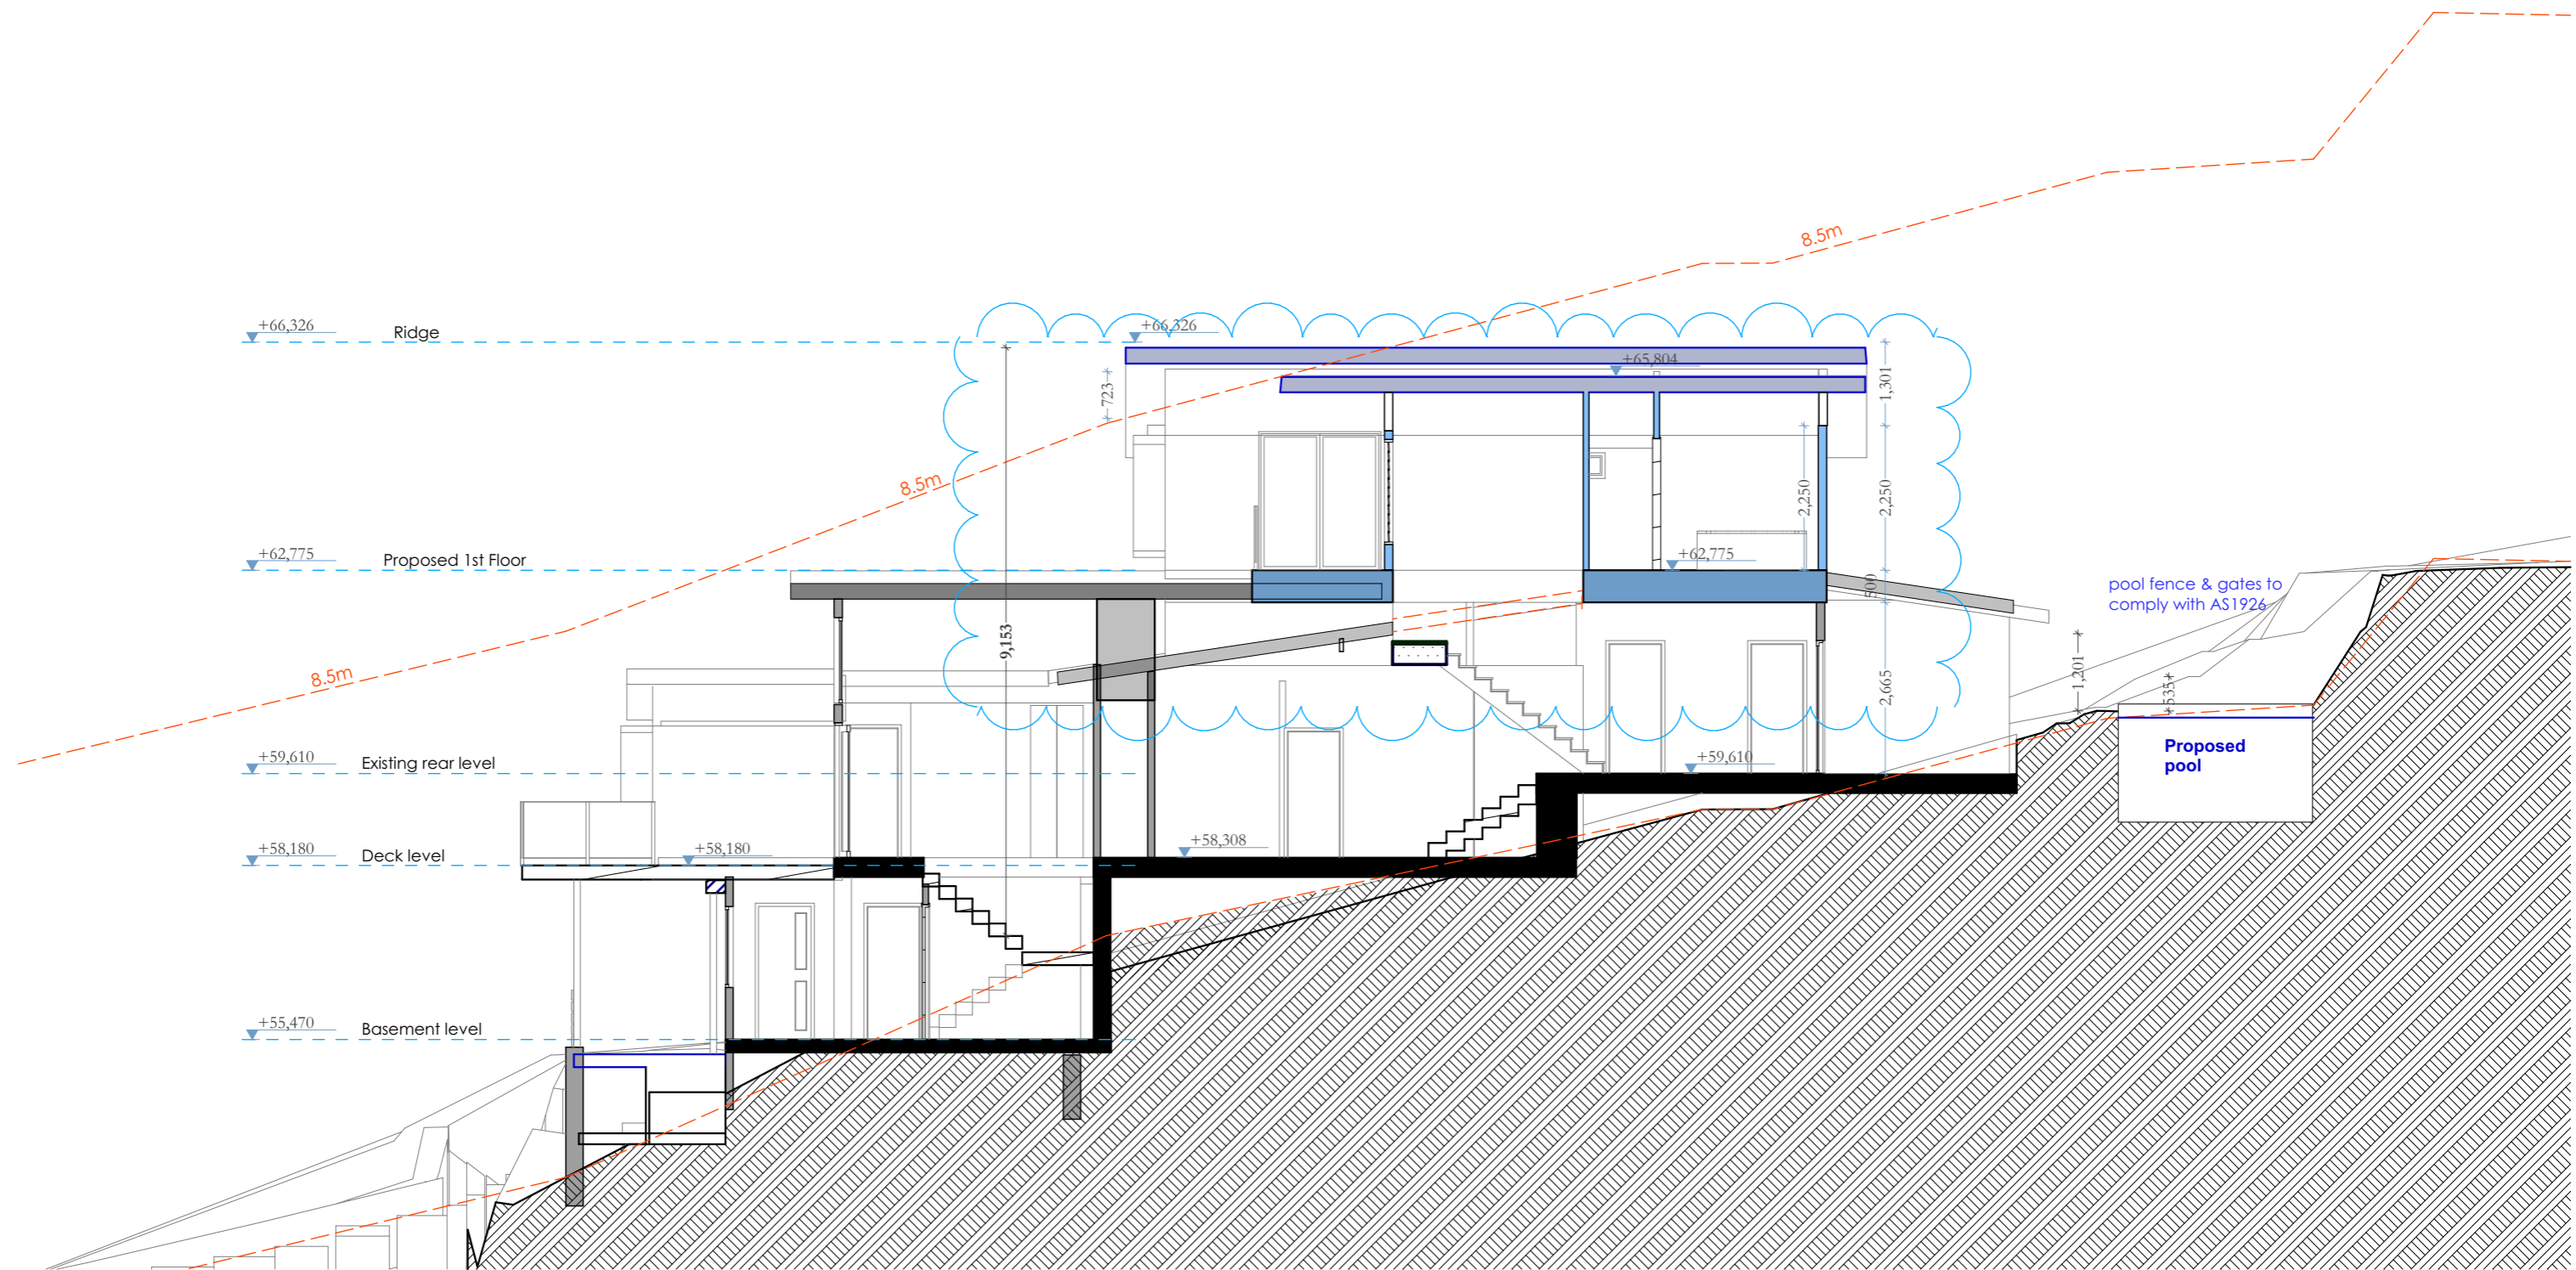 8.5m
+66,326
Ridge
+66,326
+65,804
723
1,301
8.5m
2,250
2,250
+62,775
Proposed 1st Floor
+62,775
500
pool fence & gates to
comply with AS1926
9,153
8.5m
1,201
535
2,665
Proposed
pool
+59,610
Existing rear level
+59,610
+58,180
Deck level
+58,180
+58,308
+55,470
Basement level